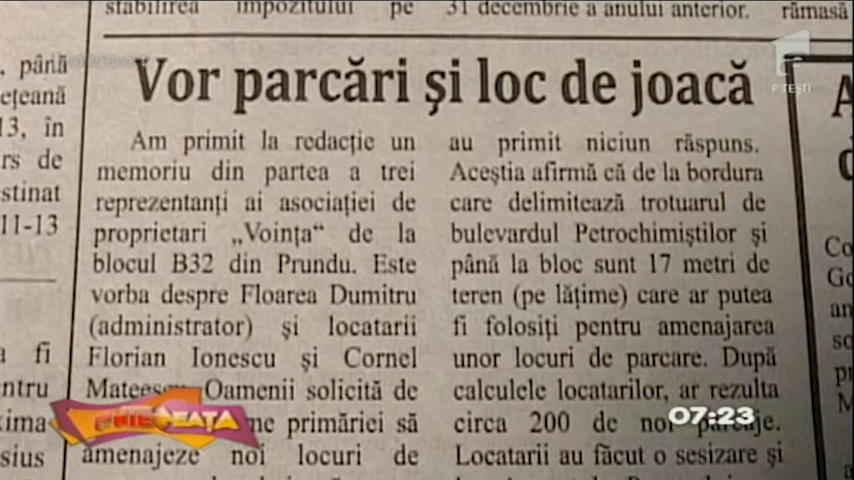 stabilirea impozitului pe
31 decembrie a anului anterior.
rămasă
, până
ețeană
13, în
rs de
stinat
11-13
Vor parcări și loc de joacă
Am primit la redacție un
memoriu din partea a trei
reprezentanți ai asociației de
proprietari „Voința“ de la
blocul B32 din Prundu. Este
vorba despre Floarea Dumitru
(administrator) și locatarii
Florian Ionescu și Cornel
Mateescu. Oamenii solicită de
me primăriei să
amenajeze noi locuri de
au primit niciun răspuns.
Aceștia afirmă că de la bordura
care delimitează trotuarul de
bulevardul Petrochimiștilor și
până la bloc sunt 17 metri de
teren (pe lățime) care ar putea
fi folosiți pentru amenajarea
unor locuri de parcare. După
calculele locatarilor, ar rezulta
circa 200 de noi parcaje.
Locatarii au făcut o sesizare și
a fi
entru
xima
sius
A
d
Co
Go
an
so
pr
M
PITEȘTI
07:23